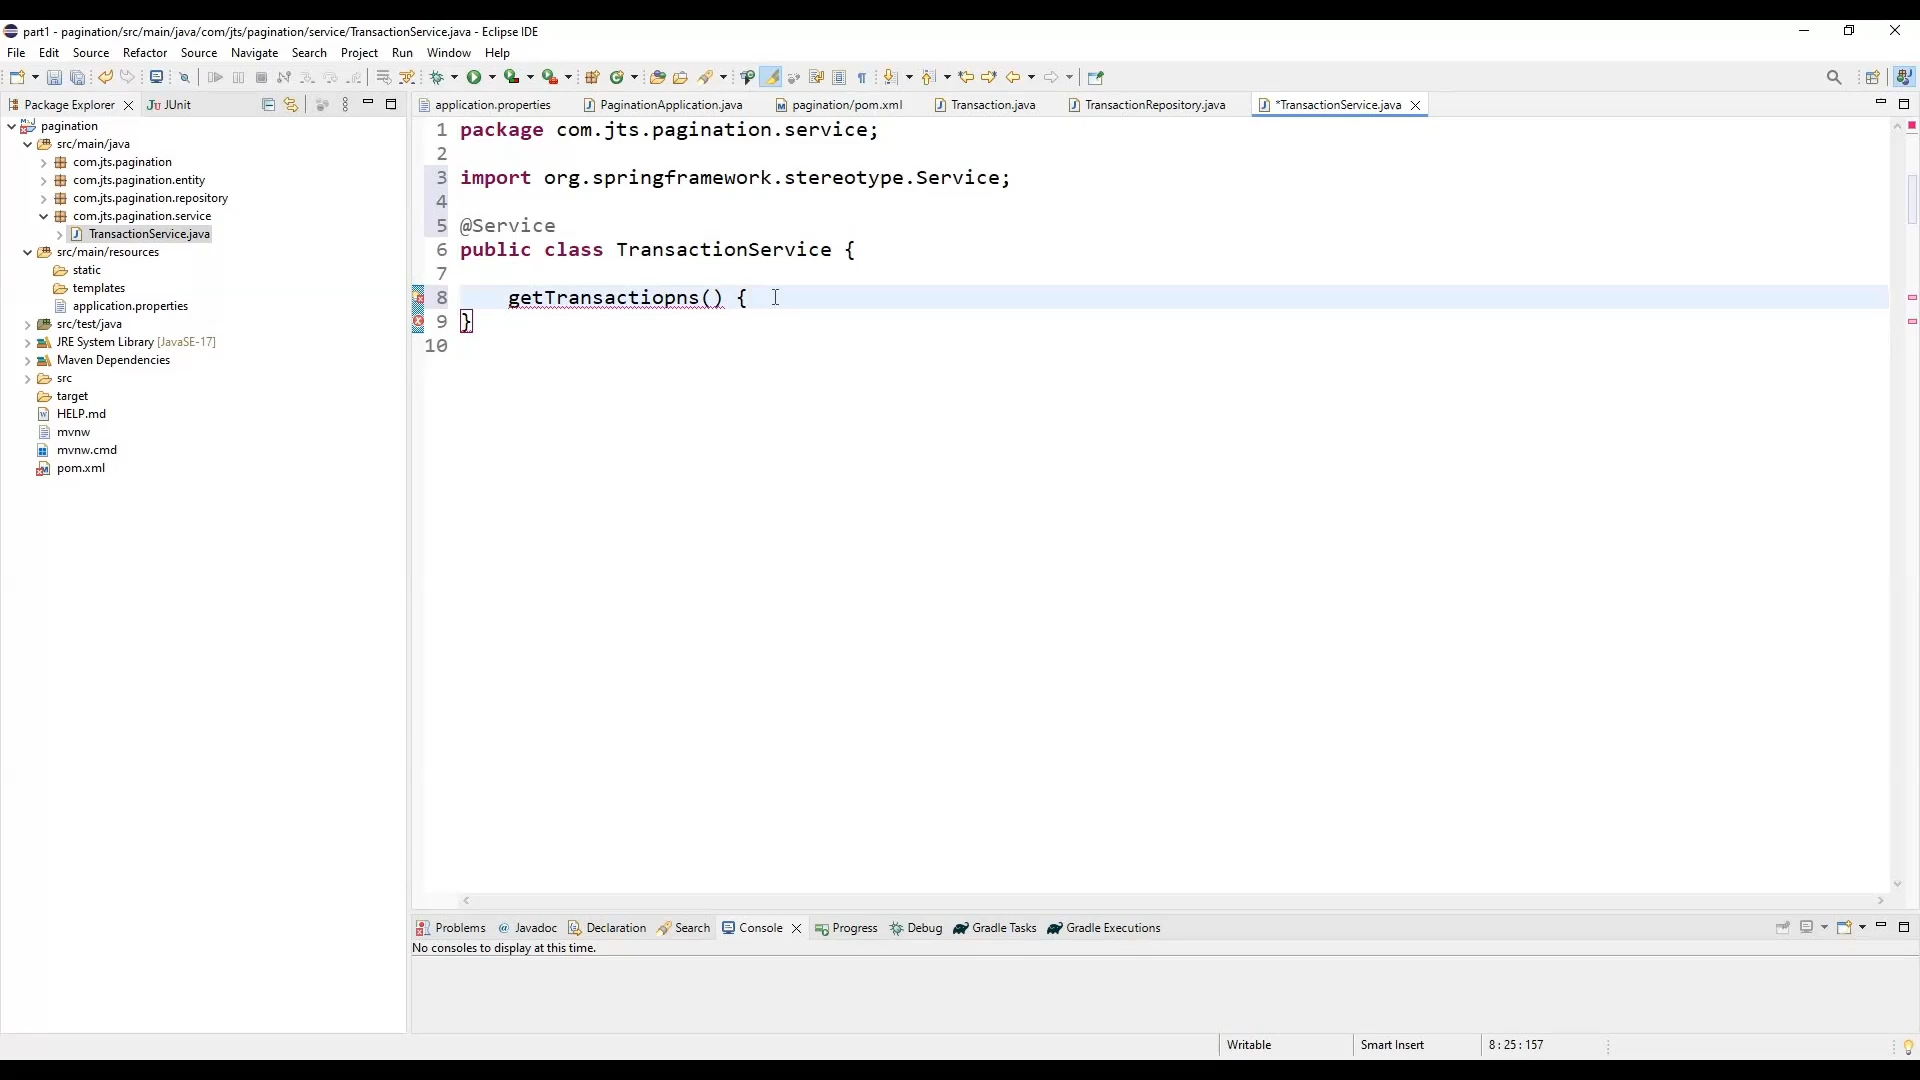 part1 - pagination/src/main/java/com/jts/pagination/service/TransactionService.java - Eclipse IDE
File Edit Source Refactor Source Navigate Search Project Run Window Help
Package Explorer JUnit
application.properties PaginationApplication.java pagination/pom.xml Transaction.java TransactionRepository.java *TransactionService.java
pagination
src/main/java
com.jts.pagination
com.jts.pagination.entity
com.jts.pagination.repository
com.jts.pagination.service
TransactionService.java
src/main/resources
static
templates
application.properties
src/test/java
JRE System Library [JavaSE-17]
Maven Dependencies
src
target
HELP.md
mvnw
mvnw.cmd
pom.xml
1 package com.jts.pagination.service;
2
3 import org.springframework.stereotype.Service;
4
5 @Service
6 public class TransactionService {
7
8 getTransactiopns() {
9 }
10
Problems @ Javadoc Declaration Search Console Progress Debug Gradle Tasks Gradle Executions
No consoles to display at this time.
Writable Smart Insert 8 : 25 : 157